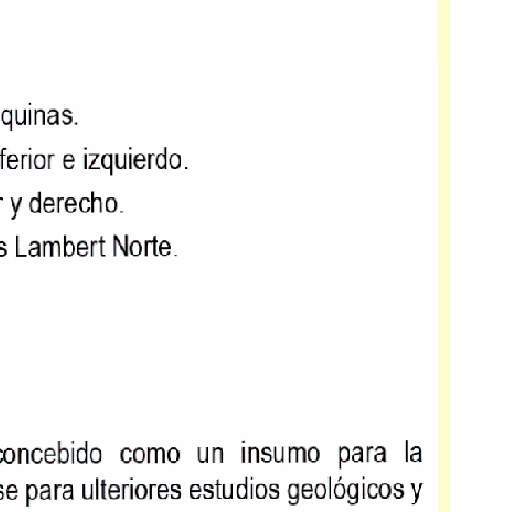 quinas.
ferior e izquierdo.
r y derecho.
s Lambert Norte.
concebido como un insumo para la
se para ulteriores estudios geológicos y